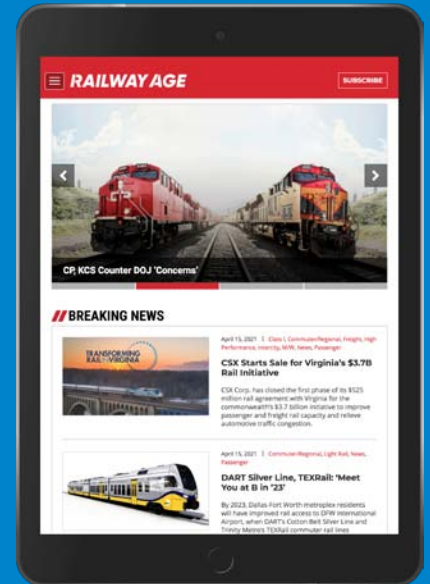 RAILWAY AGE
SUBSCRIBE
CP, KCS Counter DOJ 'Concerns'
//BREAKING NEWS
TRANSFORMING
RAIL IN VIRGINIA
April 15, 2021 | Class I, Commuter/Regional, Freight, High
Performance, Intercity, M/W, News, Passenger
CSX Starts Sale for Virginia's $3.7B
Rail Initiative
CSX Corp. has closed the first phase of its $525
million rail agreement with Virginia for the
commonwealth's $3.7 billion initiative to improve
passenger and freight rail capacity and relieve
automotive traffic congestion.
April 15, 2021 | Commuter/Regional, Light Rail, News,
Passenger
DART Silver Line, TEXRail: 'Meet
You at B in '23'
By 2023, Dallas-Fort Worth metroplex residents
will have improved rail access to DFW International
Airport, when DART's Cotton Belt Silver Line and
Trinity Metro's TEXRail commuter rail lines